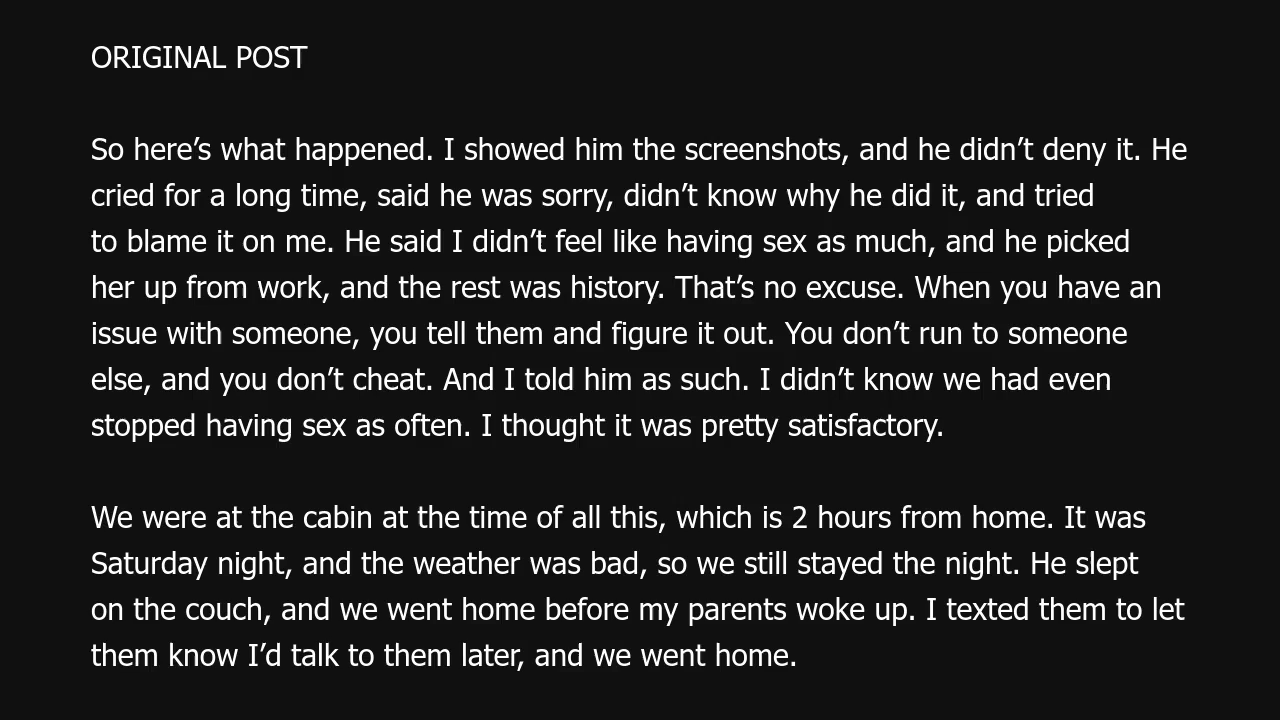 ORIGINAL POST
So here’s what happened. I showed him the screenshots, and he didn’t deny it. He
cried for a long time, said he was sorry, didn’t know why he did it, and tried
to blame it on me. He said I didn’t feel like having sex as much, and he picked
her up from work, and the rest was history. That’s no excuse. When you have an
issue with someone, you tell them and figure it out. You don’t run to someone
else, and you don’t cheat. And I told him as such. I didn’t know we had even
stopped having sex as often. I thought it was pretty satisfactory.
We were at the cabin at the time of all this, which is 2 hours from home. It was
Saturday night, and the weather was bad, so we still stayed the night. He slept
on the couch, and we went home before my parents woke up. I texted them to let
them know I’d talk to them later, and we went home.